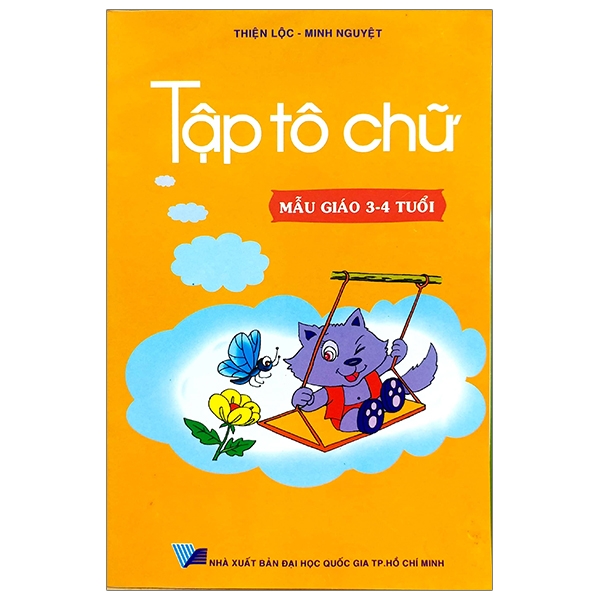 THIỆN LỘC - MINH NGUYỆT
Tập tô chữ
MẪU GIÁO 3-4 TUỔI
NHÀ XUẤT BẢN ĐẠI HỌC QUỐC GIA TP.HỒ CHÍ MINH